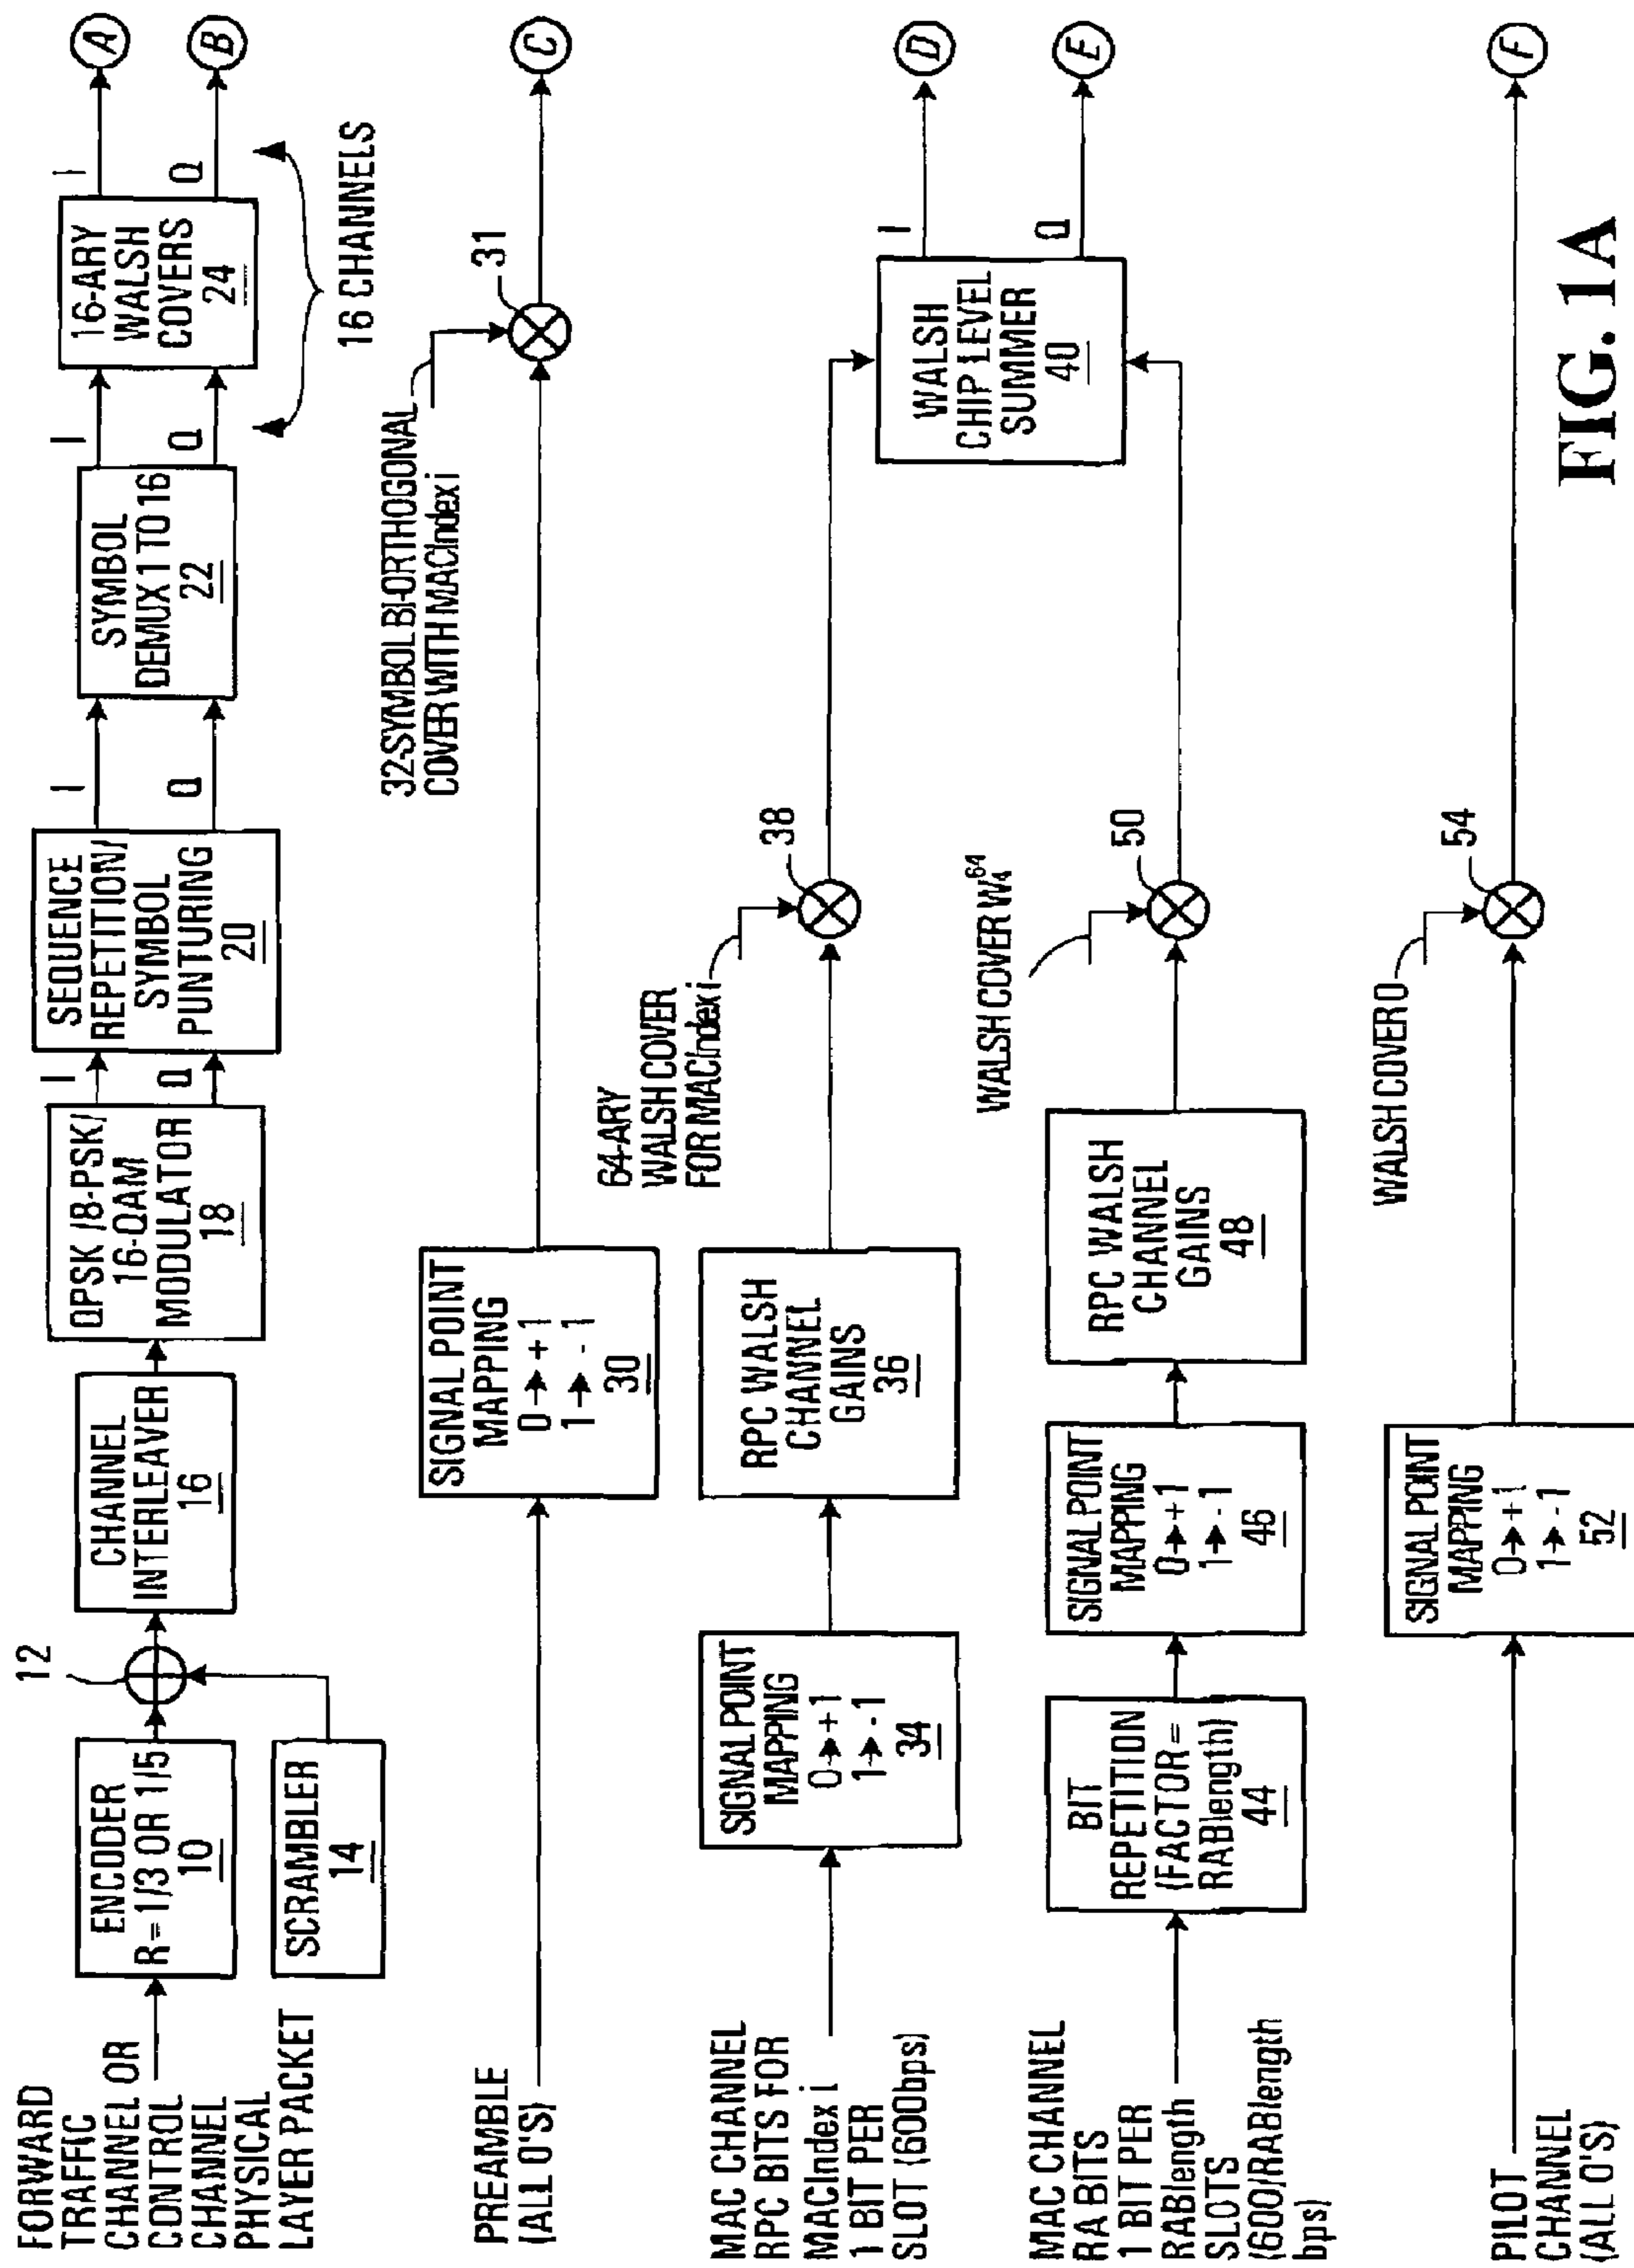 FORWARD
TRAFFIC
CHANNEL OR
CONTROL
CHANNEL
PHYSICAL
LAYER PACKET
ENCODER
R=1/3 OR 1/5
10
SCRAMBLER
14
12
CHANNEL
INTERLEAVER
16
QPSK /8-PSK/
16-QAM
MODULATOR
18
I
Q
SEQUENCE
REPETITION/
SYMBOL
PUNTURING
20
I
Q
SYMBOL
DEMUX 1 TO 16
22
I
Q
16-ARY
WALSH
COVERS
24
I
Q
16 CHANNELS
A
B
PREAMBLE
(ALL 0'S)
SIGNAL POINT
MAPPING
0→+1
1→-1
30
32-SYMBOL BI-ORTHOGONAL
COVER WITH MACIndex i
31
C
MAC CHANNEL
RPC BITS FOR
MACIndex i
1 BIT PER
SLOT (600bps)
SIGNAL POINT
MAPPING
0→+1
1→-1
34
RPC WALSH
CHANNEL
GAINS
36
64-ARY
WALSH COVER
FOR MACIndex i
38
WALSH
CHIP LEVEL
SUMMER
40
I
Q
D
E
MAC CHANNEL
RA BITS
1 BIT PER
RABlength
SLOTS
(600/RABlength
bps)
BIT
REPETITION
(FACTOR=
RABlength)
44
SIGNAL POINT
MAPPING
0→+1
1→-1
46
RPC WALSH
CHANNEL
GAINS
48
WALSH COVER W₄⁶⁴
50
PILOT
CHANNEL
(ALL 0'S)
SIGNAL POINT
MAPPING
0→+1
1→-1
52
WALSH COVER 0
54
F
FIG. 1A